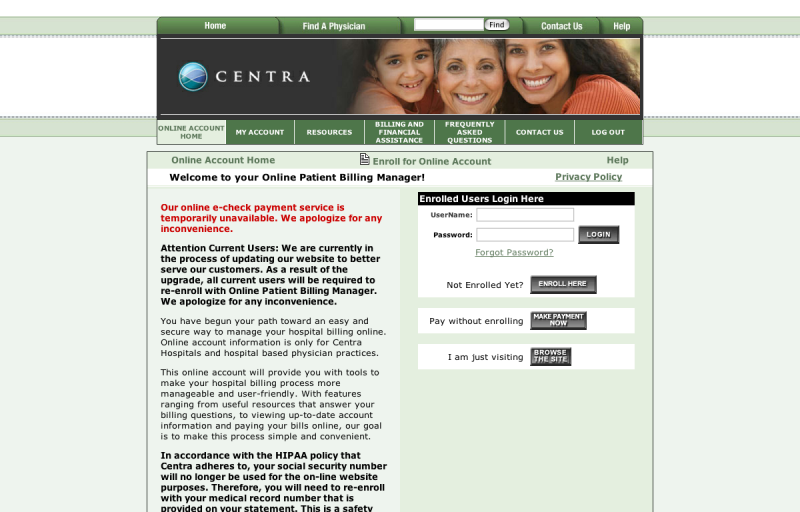 Home
Find A Physician
Find
Contact Us
Help
CENTRA
ONLINE ACCOUNT
HOME
MY ACCOUNT
RESOURCES
BILLING AND
FINANCIAL
ASSISTANCE
FREQUENTLY
ASKED
QUESTIONS
CONTACT US
LOG OUT
Online Account Home
Enroll for Online Account
Help
Welcome to your Online Patient Billing Manager!
Privacy Policy
Our online e-check payment service is
temporarily unavailable. We apologize for any
inconvenience.
Attention Current Users: We are currently in
the process of updating our website to better
serve our customers. As a result of the
upgrade, all current users will be required to
re-enroll with Online Patient Billing Manager.
We apologize for any inconvenience.
You have begun your path toward an easy and
secure way to manage your hospital billing online.
Online account information is only for Centra
Hospitals and hospital based physician practices.
This online account will provide you with tools to
make your hospital billing process more
manageable and user-friendly. With features
ranging from useful resources that answer your
billing questions, to viewing up-to-date account
information and paying your bills online, our goal
is to make this process simple and convenient.
In accordance with the HIPAA policy that
Centra adheres to, your social security number
will no longer be used for the on-line website
purposes. Therefore, you will need to re-enroll
with your medical record number that is
provided on your statement. This is a safety
Enrolled Users Login Here
UserName:
Password:
LOGIN
Forgot Password?
Not Enrolled Yet?
ENROLL HERE
Pay without enrolling
MAKE PAYMENT
NOW
I am just visiting
BROWSE
THE SITE